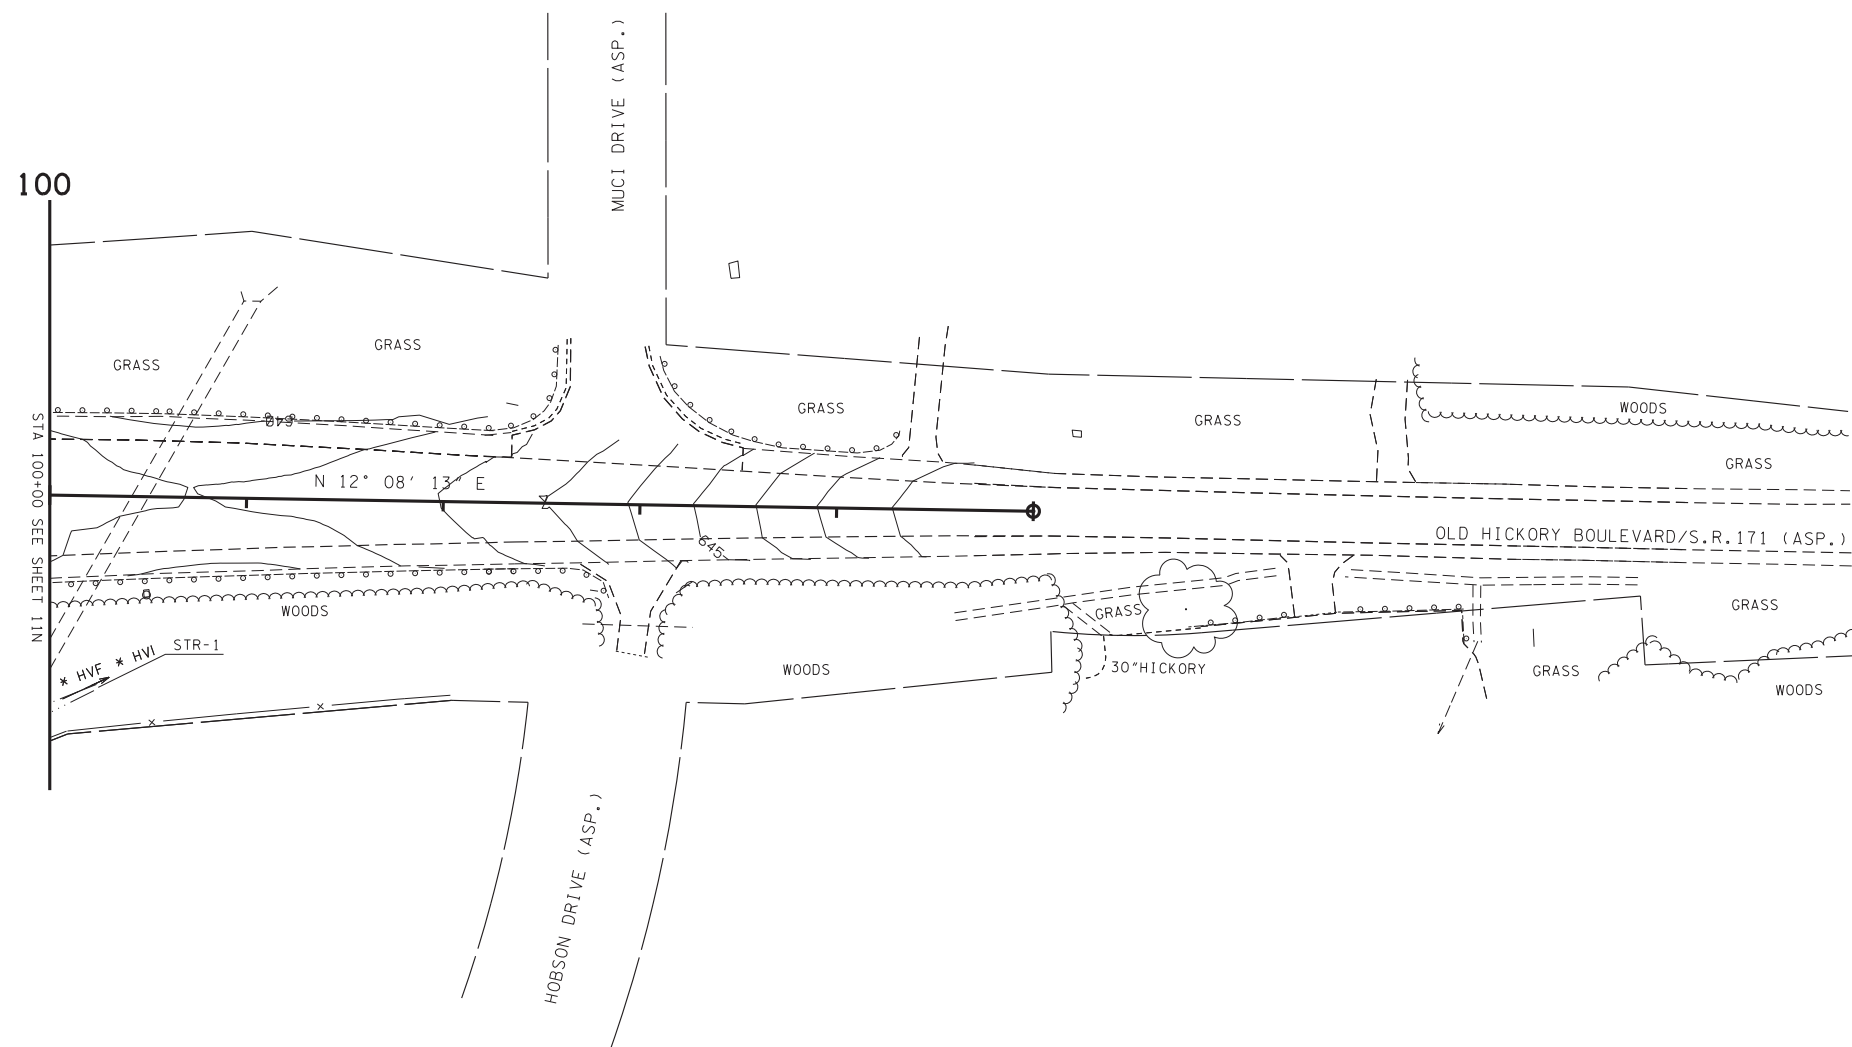 MUCI DRIVE (ASP.)
100
GRASS
GRASS
GRASS
GRASS
WOODS
GRASS
640
STA 100+00 SEE SHEET 11N
N 12° 08' 13" E
645
OLD HICKORY BOULEVARD/S.R.171 (ASP.)
WOODS
GRASS
GRASS
STR-1
* HVF * HVI
WOODS
30"HICKORY
GRASS
WOODS
HOBSON DRIVE (ASP.)